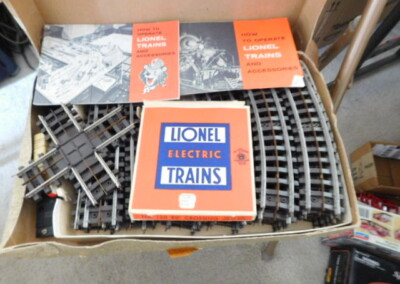 HOW TO
OPERATE
LIONEL
TRAINS
AND
ACCESSORIES
HOW TO OPERATE
LIONEL
TRAINS
AND
ACCESSORIES
LIONEL
ELECTRIC
TRAINS